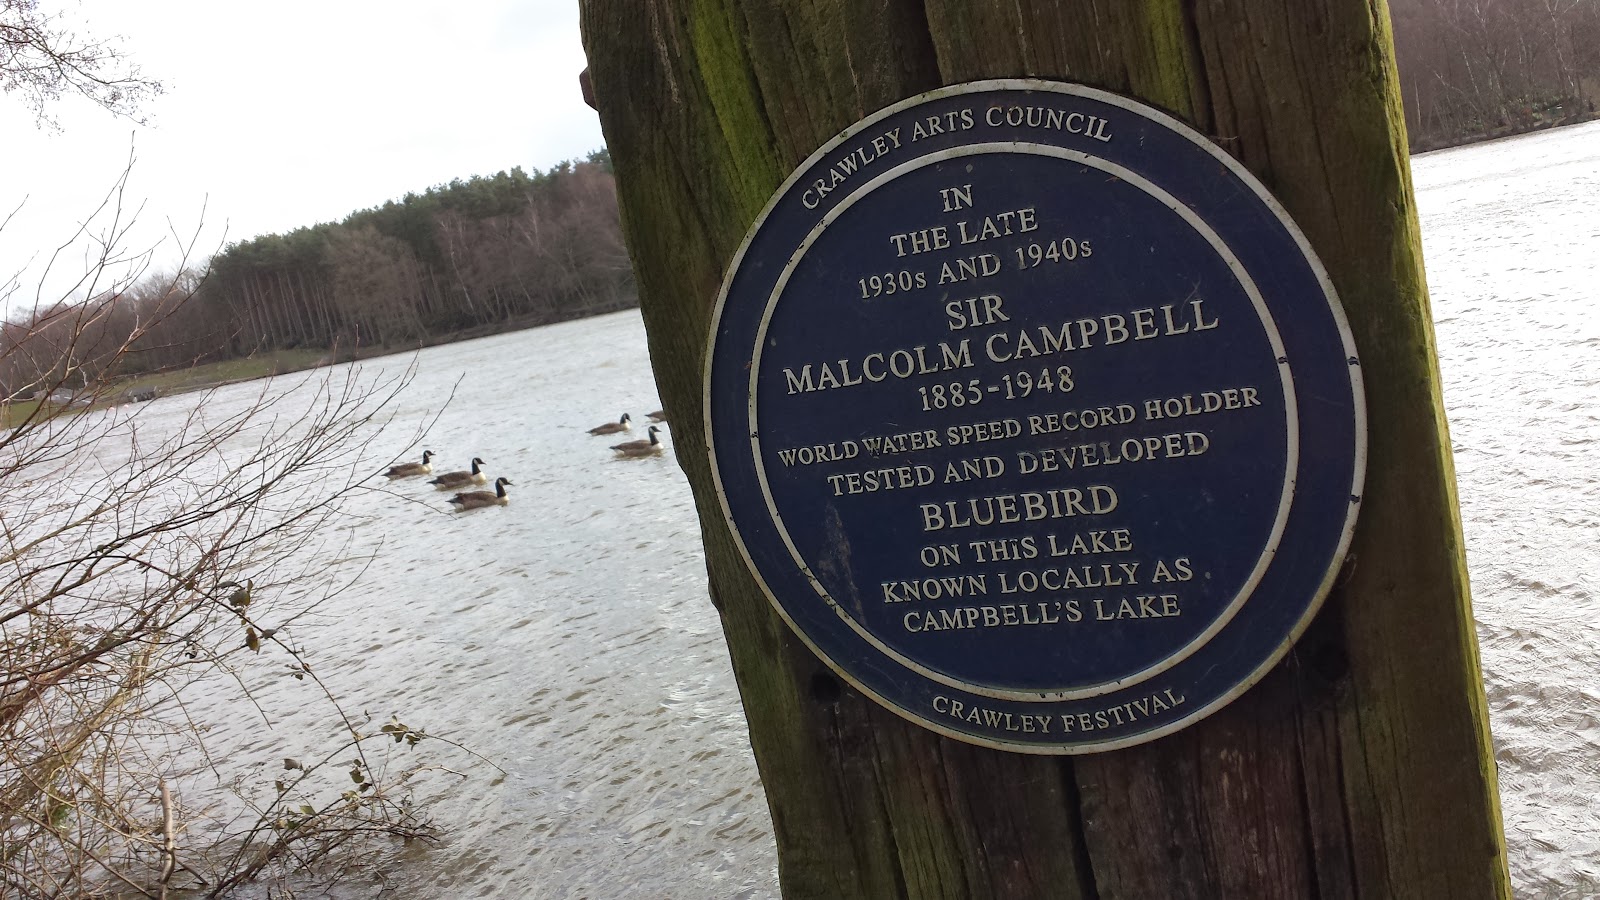 CRAWLEY ARTS COUNCIL
IN
THE LATE
1930s AND 1940s
SIR
MALCOLM CAMPBELL
1885-1948
WORLD WATER SPEED RECORD HOLDER
TESTED AND DEVELOPED
BLUEBIRD
ON THIS LAKE
KNOWN LOCALLY AS
CAMPBELL'S LAKE
CRAWLEY FESTIVAL